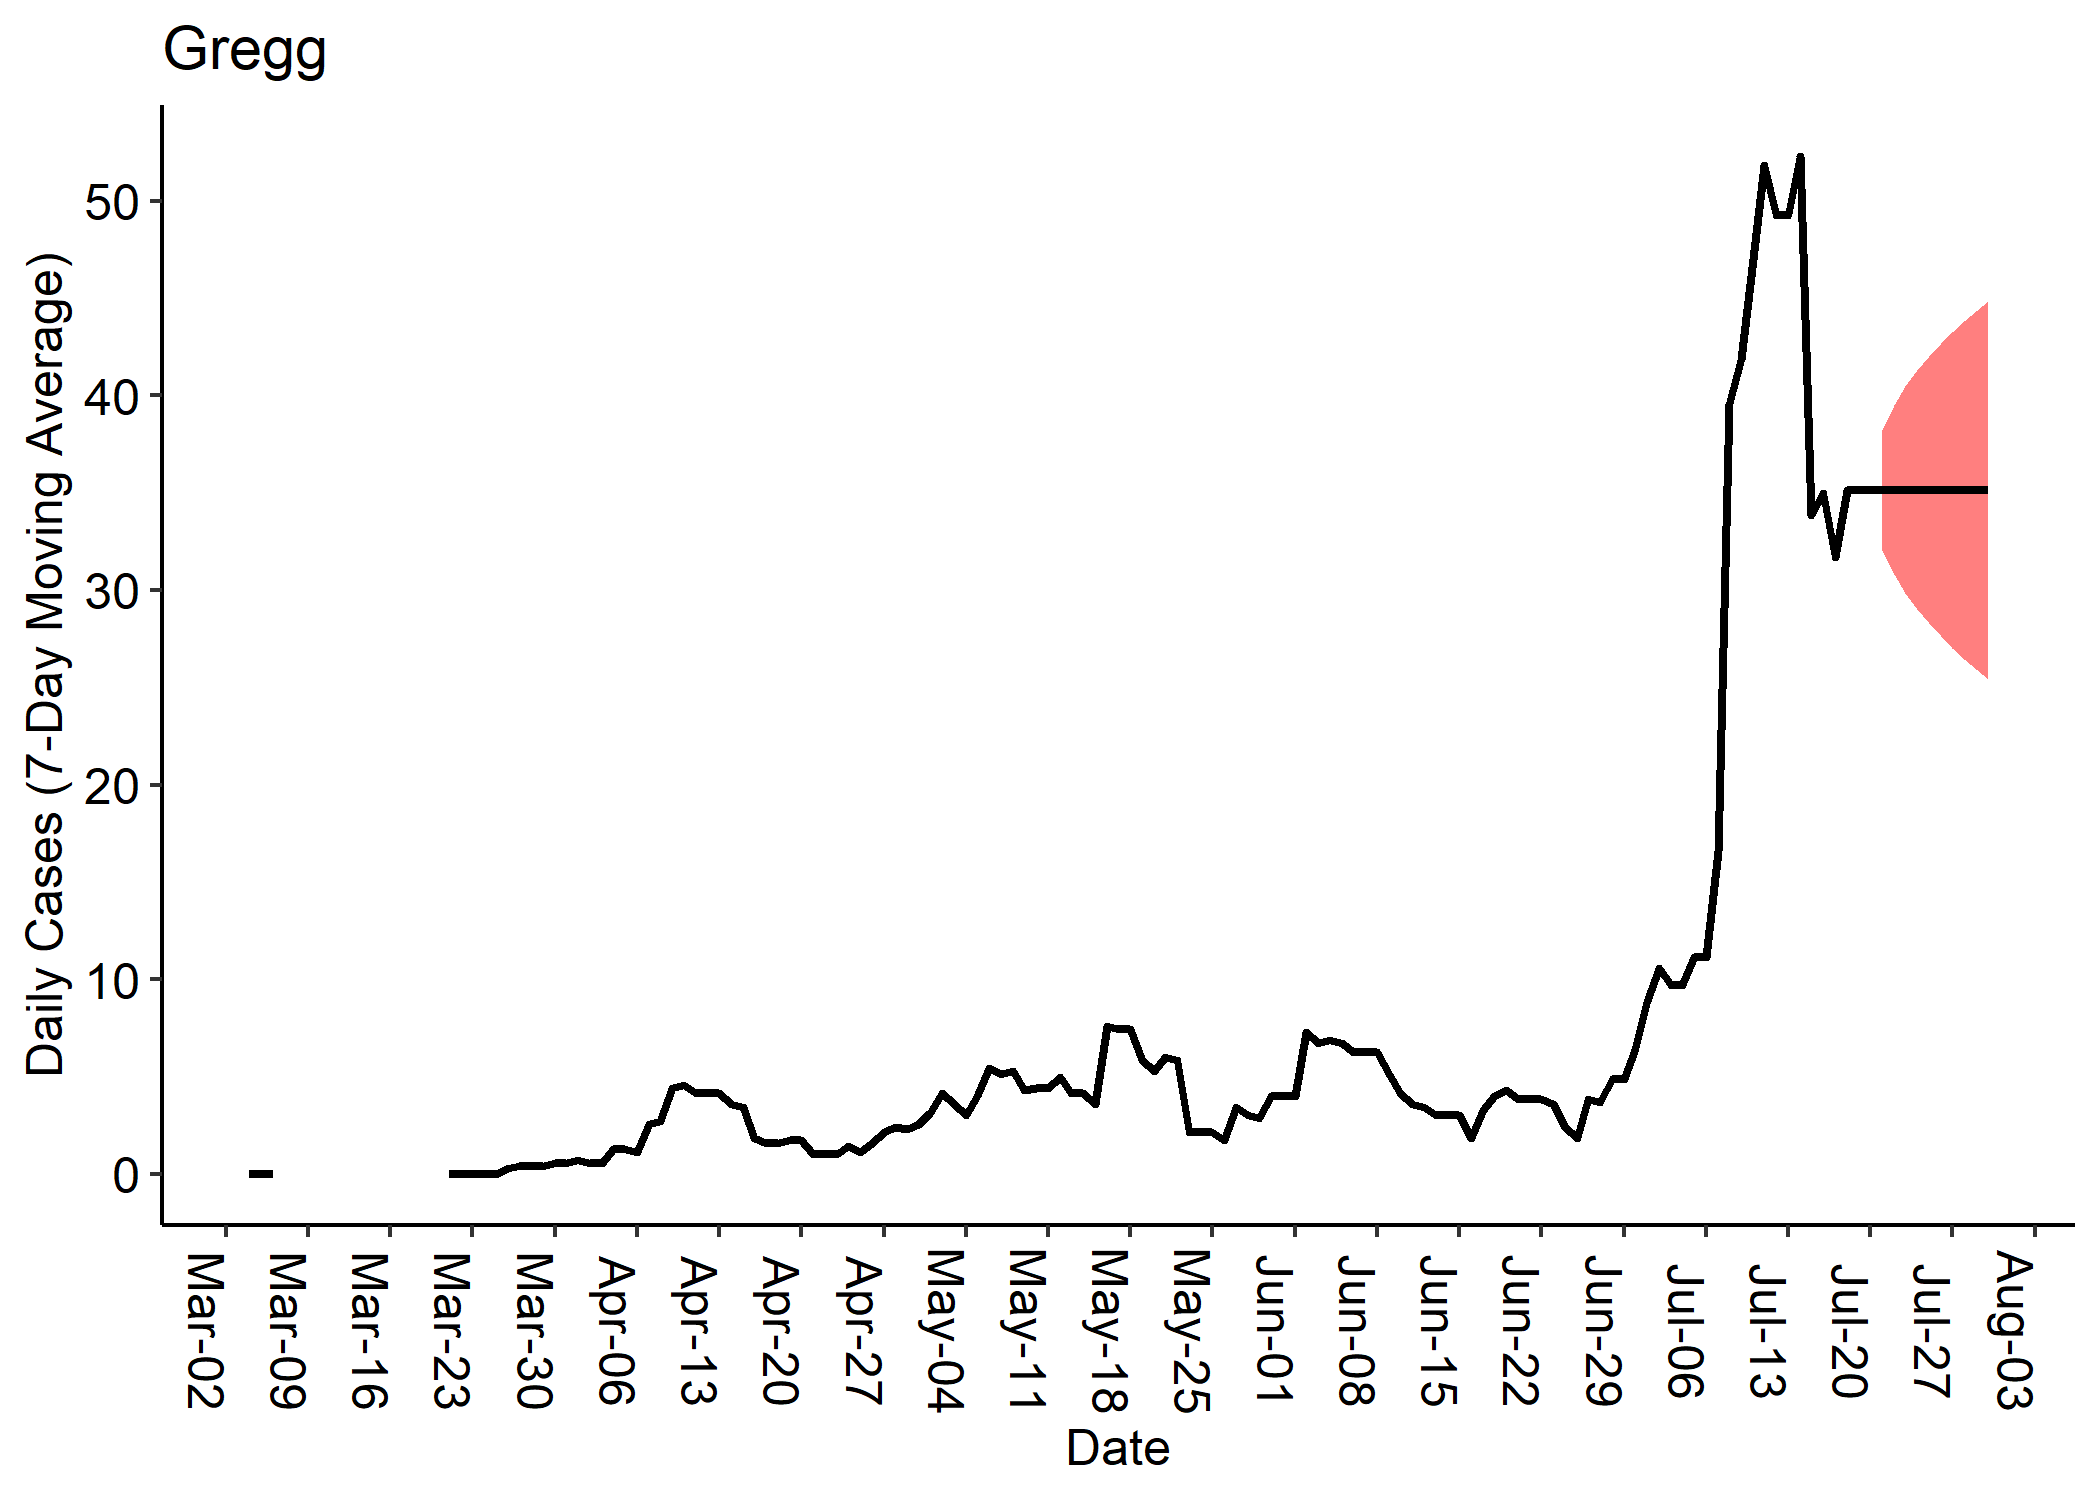 Gregg
Daily Cases (7-Day Moving Average)
50
40
30
20
10
0
Mar-02
Mar-09
Mar-16
Mar-23
Mar-30
Apr-06
Apr-13
Apr-20
Apr-27
May-04
May-11
May-18
May-25
Jun-01
Jun-08
Jun-15
Jun-22
Jun-29
Jul-06
Jul-13
Jul-20
Jul-27
Aug-03
Date